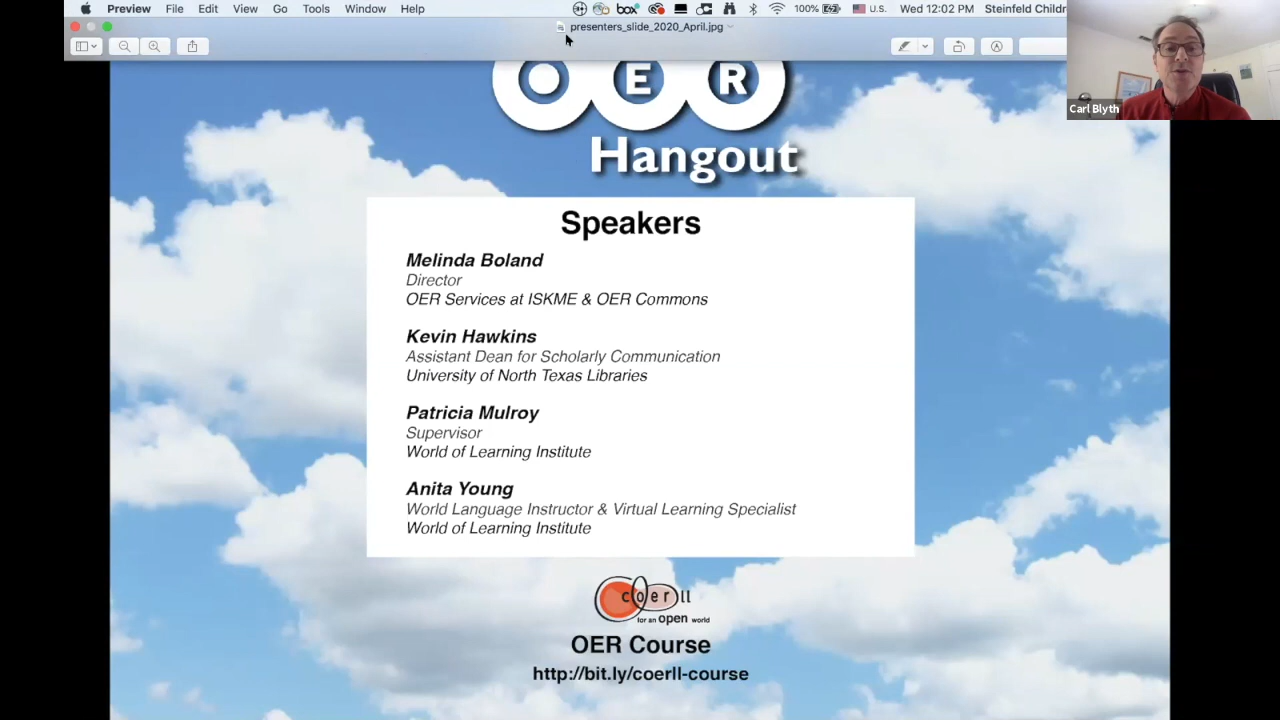 Preview File Edit View Go Tools Window Help box 100% U.S. Wed 12:02 PM Steinfeld Childr
presenters_slide_2020_April.jpg
Carl Blyth
OER
Hangout
Speakers
Melinda Boland
Director
OER Services at ISKME & OER Commons
Kevin Hawkins
Assistant Dean for Scholarly Communication
University of North Texas Libraries
Patricia Mulroy
Supervisor
World of Learning Institute
Anita Young
World Language Instructor & Virtual Learning Specialist
World of Learning Institute
coerll
for an open world
OER Course
http://bit.ly/coerll-course